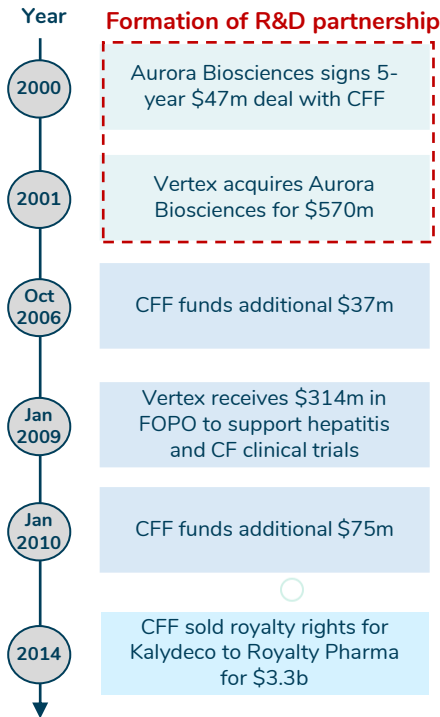 Year
Formation of R&D partnership
2000
Aurora Biosciences signs 5-
year $47m deal with CFF
2001
Vertex acquires Aurora
Biosciences for $570m
Oct
2006
CFF funds additional $37m
Jan
2009
Vertex receives $314m in
FOPO to support hepatitis
and CF clinical trials
Jan
2010
CFF funds additional $75m
2014
CFF sold royalty rights for
Kalydeco to Royalty Pharma
for $3.3b